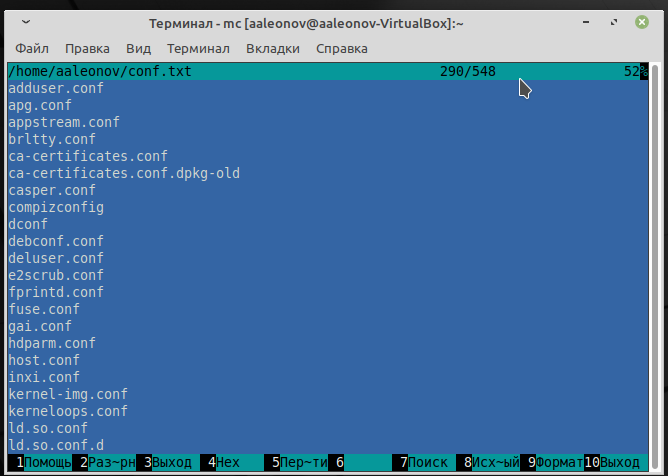 Терминал - mc [aaleonov@aaleonov-VirtualBox]:~
Файл Правка Вид Терминал Вкладки Справка
/home/aaleonov/conf.txt 290/548 52%
adduser.conf
apg.conf
appstream.conf
brltty.conf
ca-certificates.conf
ca-certificates.conf.dpkg-old
casper.conf
compizconfig
dconf
debconf.conf
deluser.conf
e2scrub.conf
fprintd.conf
fuse.conf
gai.conf
hdparm.conf
host.conf
inxi.conf
kernel-img.conf
kerneloops.conf
ld.so.conf
ld.so.conf.d
1Помощь 2Раз~рн 3Выход 4Hex 5Пер~ти 6 7Поиск 8Исх~ый 9Формат 10Выход